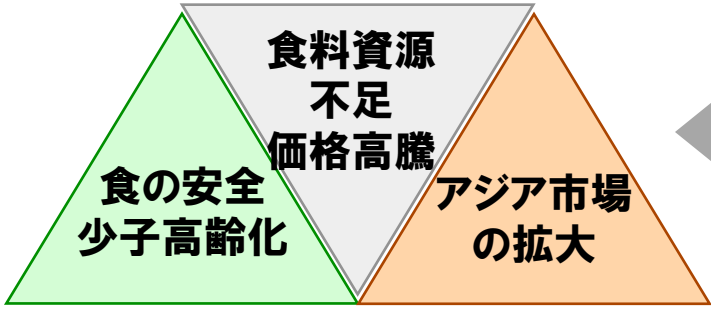 食料資源
不足
価格高騰
食の安全
少子高齢化
アジア市場
の拡大